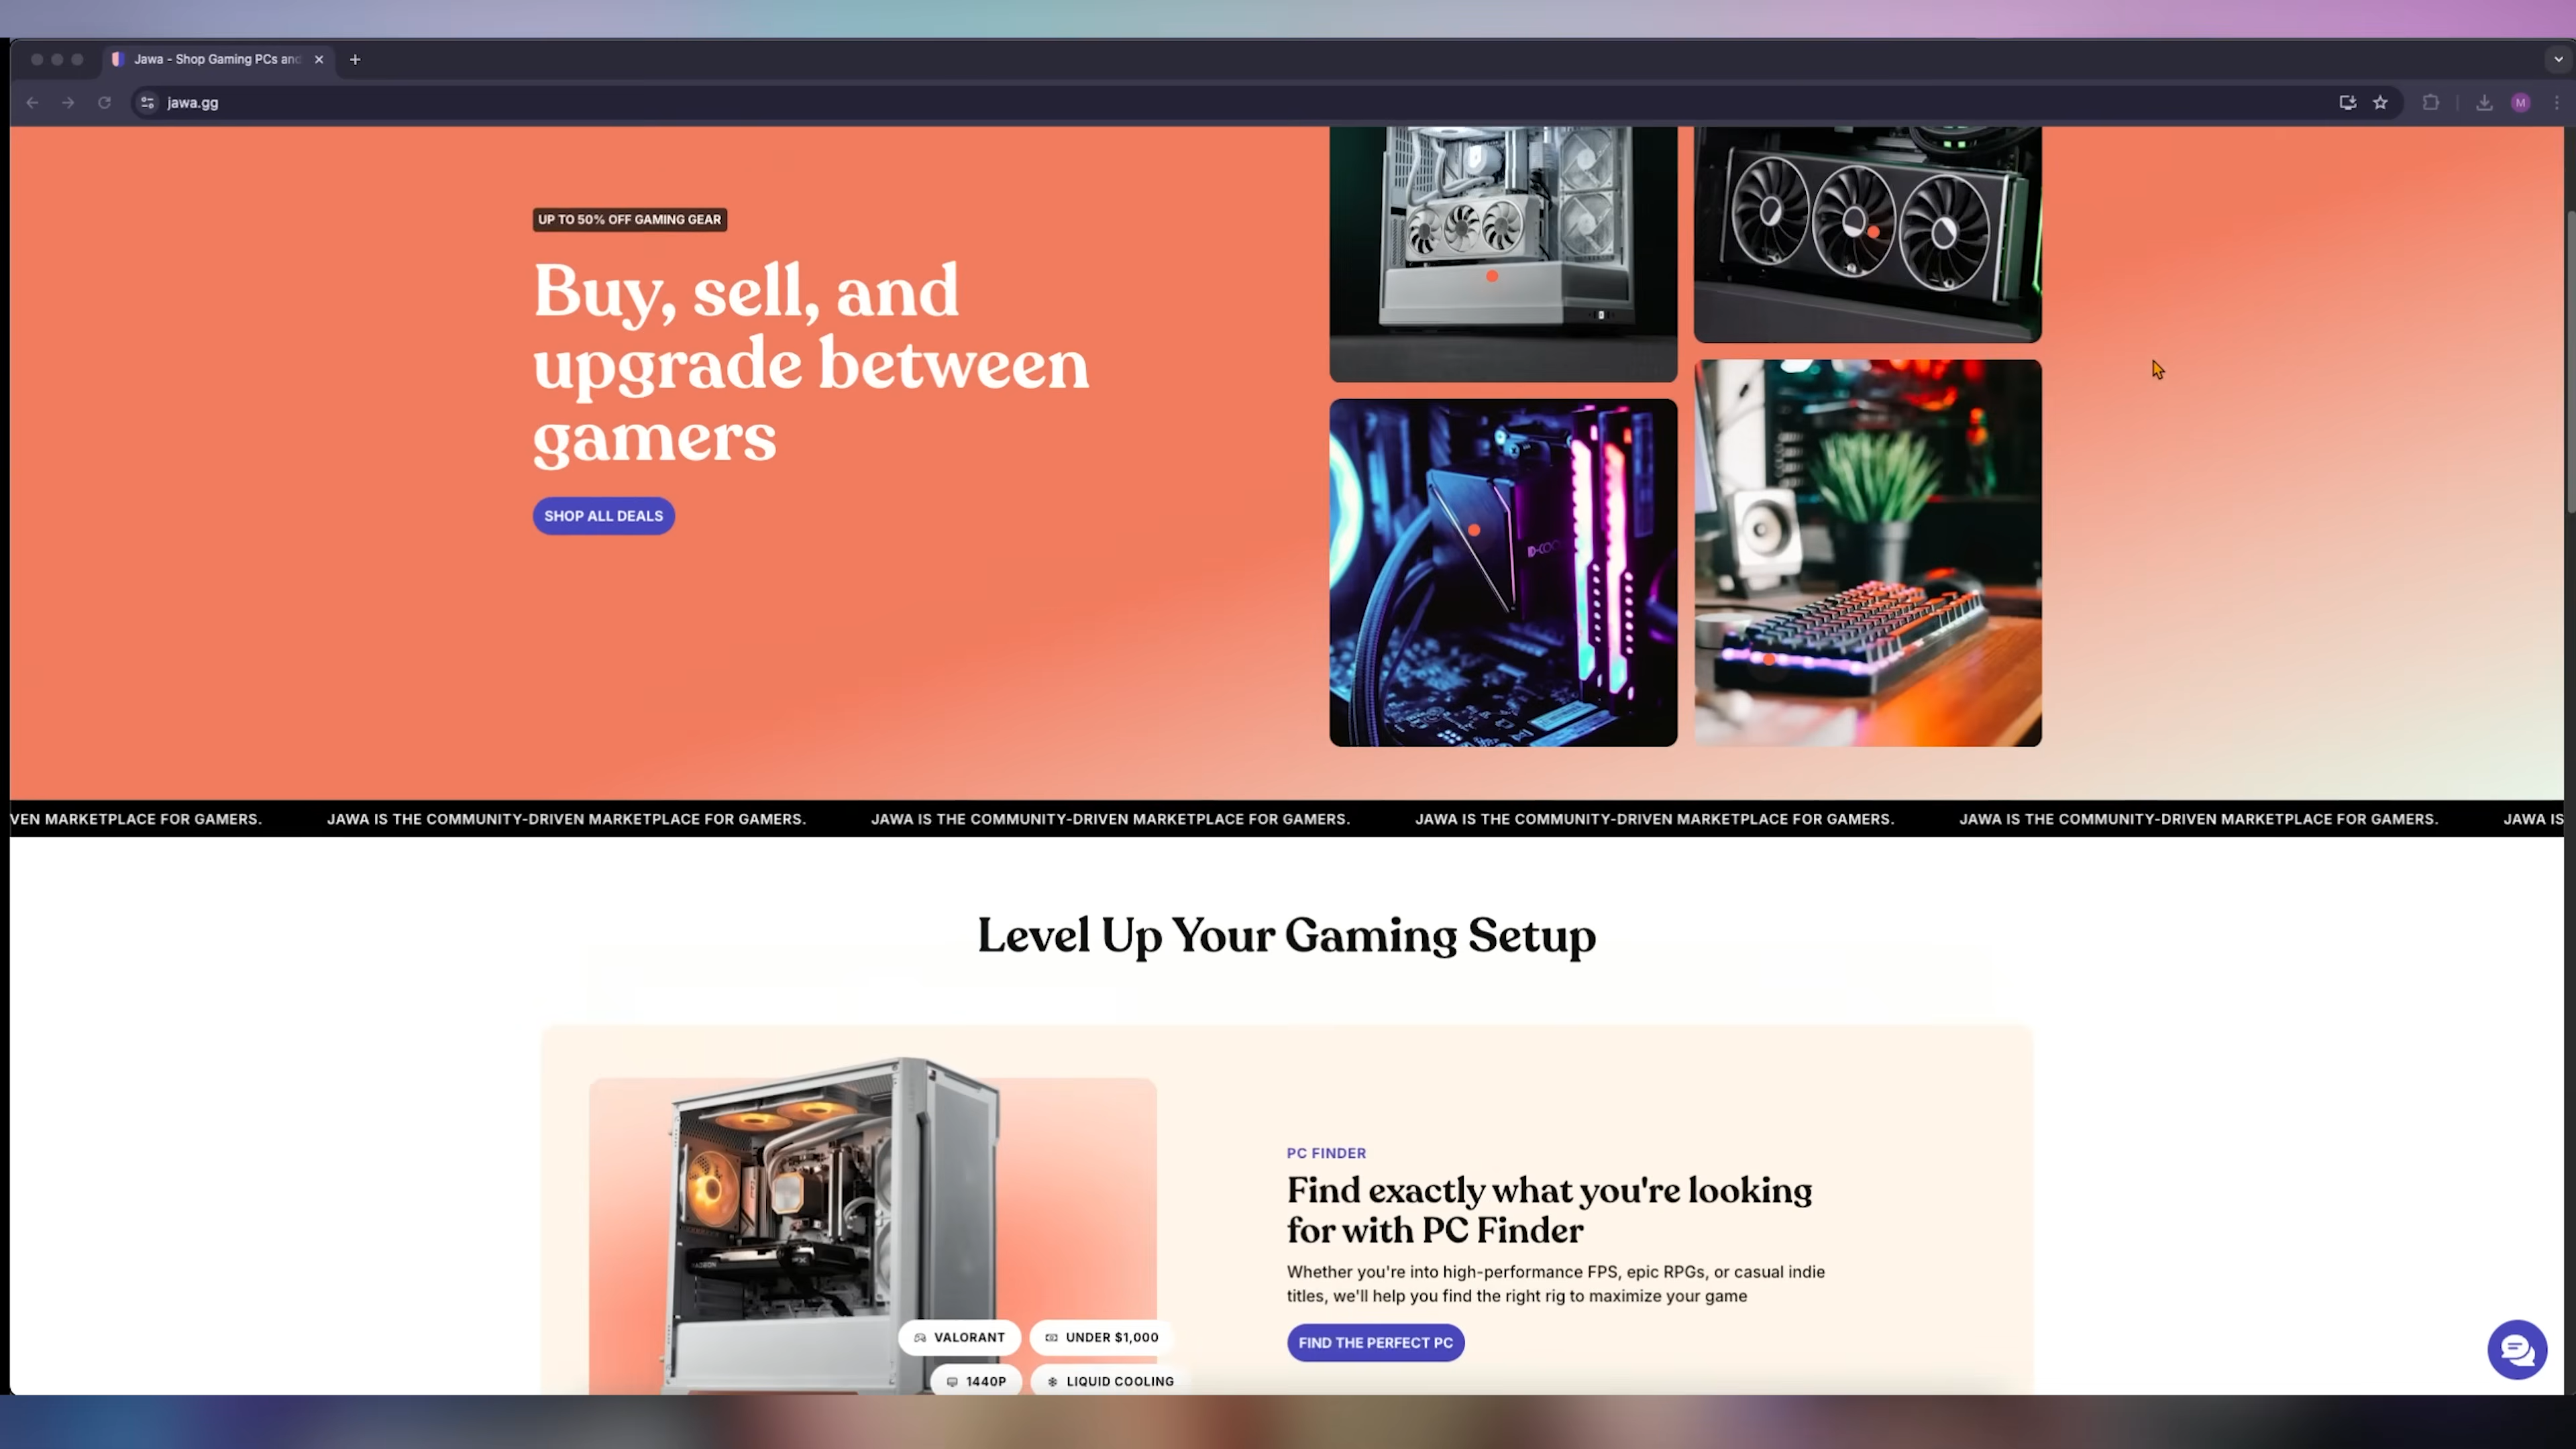 Jawa - Shop Gaming PCs and
jawa.gg
M
UP TO 50% OFF GAMING GEAR
Buy, sell, and
upgrade between
gamers
SHOP ALL DEALS
VEN MARKETPLACE FOR GAMERS. JAWA IS THE COMMUNITY-DRIVEN MARKETPLACE FOR GAMERS. JAWA IS THE COMMUNITY-DRIVEN MARKETPLACE FOR GAMERS. JAWA IS THE COMMUNITY-DRIVEN MARKETPLACE FOR GAMERS. JAWA IS THE COMMUNITY-DRIVEN MARKETPLACE FOR GAMERS. JAWA IS
Level Up Your Gaming Setup
RADEON
PC FINDER
Find exactly what you're looking
for with PC Finder
Whether you're into high-performance FPS, epic RPGs, or casual indie
titles, we'll help you find the right rig to maximize your game
FIND THE PERFECT PC
VALORANT
UNDER $1,000
1440P
LIQUID COOLING